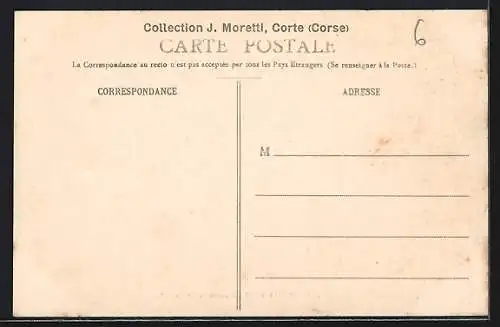 Collection J. Moretti, Corte (Corse)
6
CARTE POSTALE
La Correspondance au recto n'est pas acceptée par tous les Pays Etrangers (Se renseigner à la Poste.)
CORRESPONDANCE
ADRESSE
M